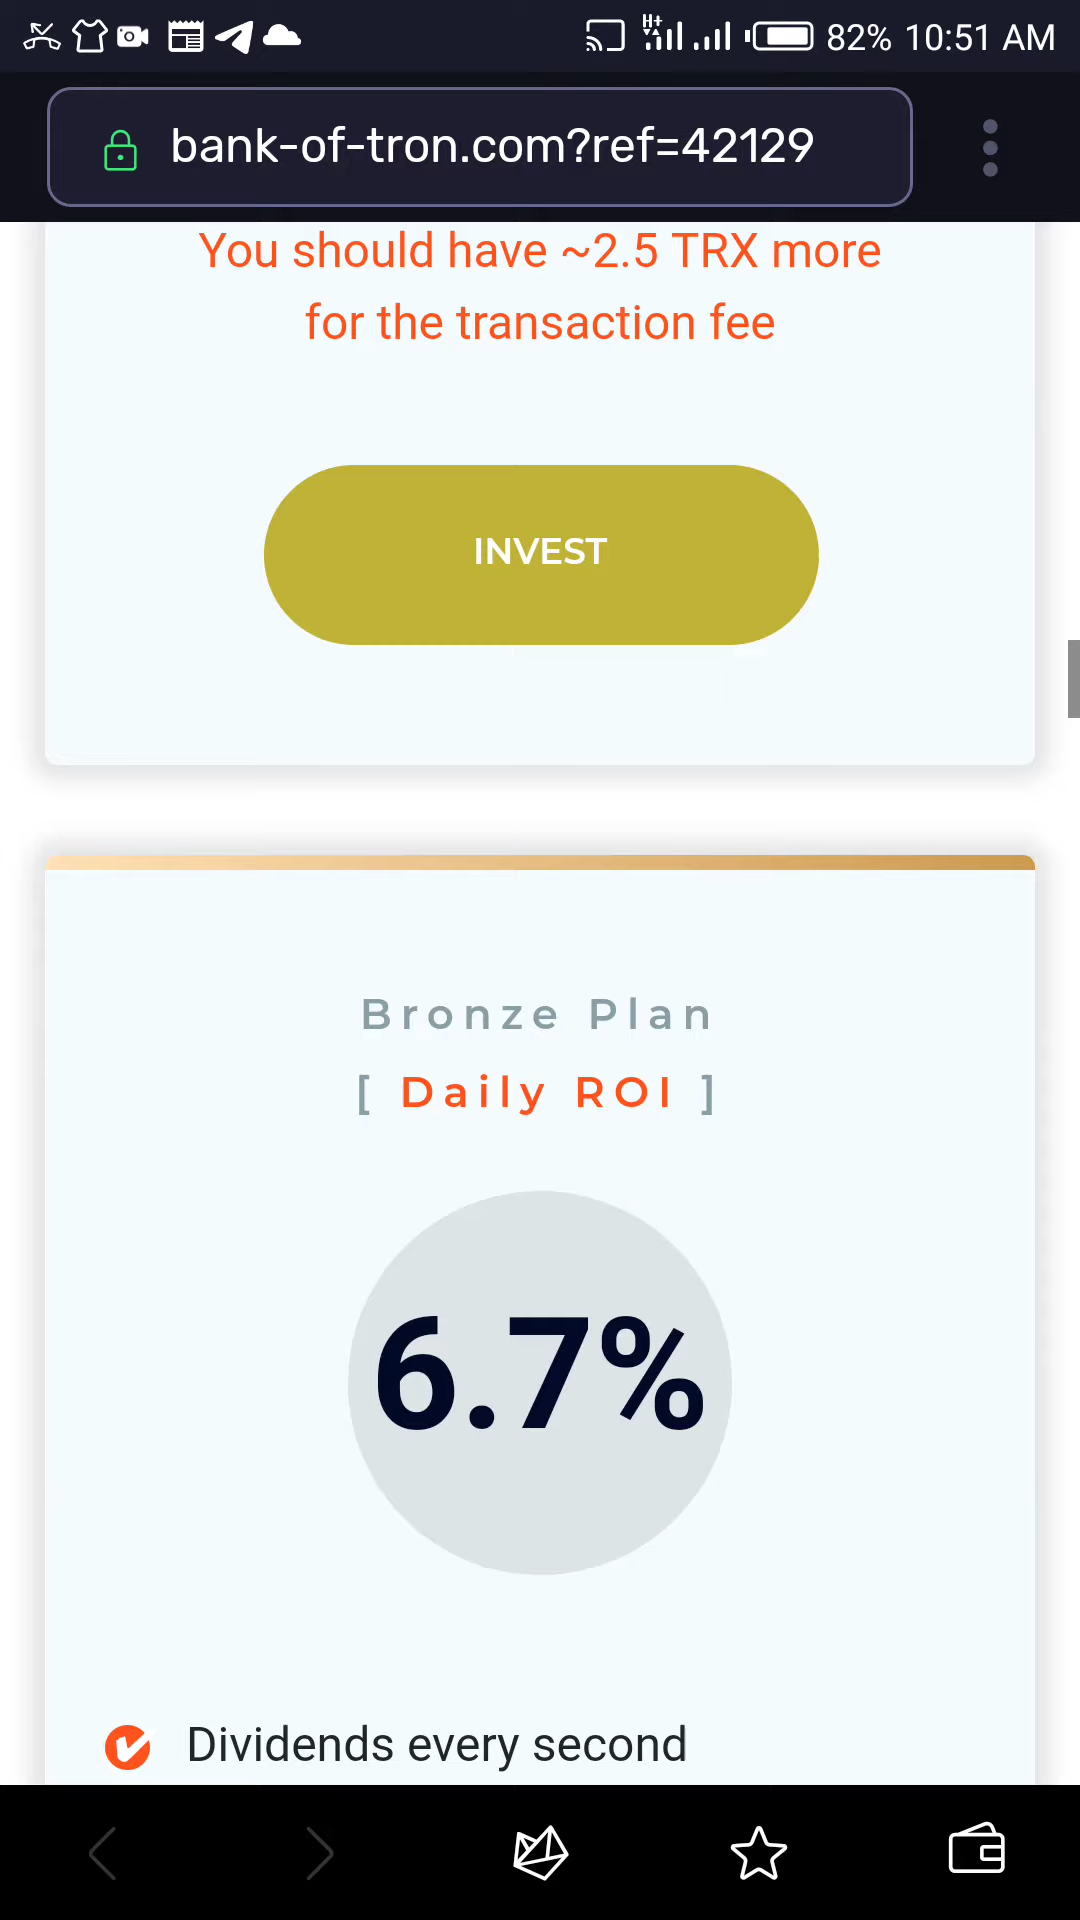 H+
82% 10:51 AM
bank-of-tron.com?ref=42129
You should have ~2.5 TRX more
for the transaction fee
INVEST
Bronze Plan
[ Daily ROI ]
6.7%
Dividends every second